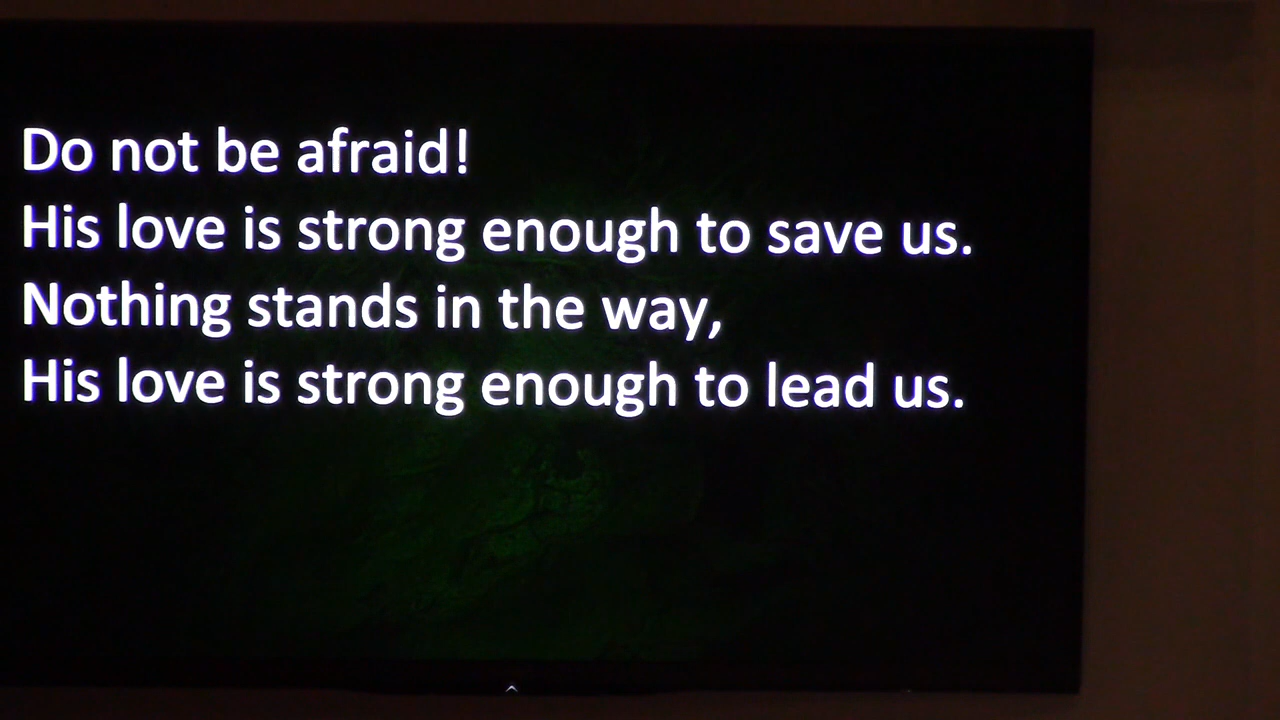 Do not be afraid!
His love is strong enough to save us.
Nothing stands in the way,
His love is strong enough to lead us.